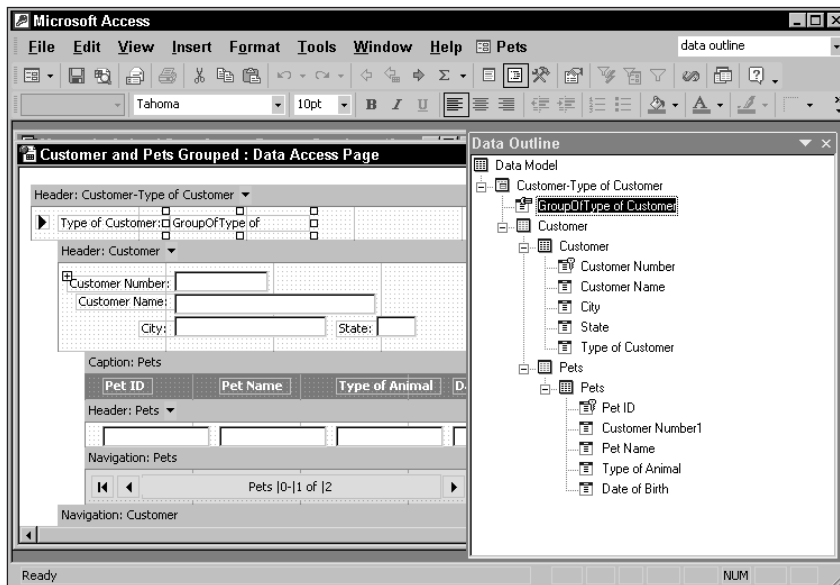 Microsoft Access
File Edit View Insert Format Tools Window Help Pets data outline
Tahoma 10pt B I U A
Customer and Pets Grouped : Data Access Page
Header: Customer-Type of Customer
Type of Customer: GroupOfType of
Header: Customer
Customer Number:
Customer Name:
City: State:
Caption: Pets
Pet ID Pet Name Type of Animal
Header: Pets
Navigation: Pets
Pets |0-|1 of |2
Navigation: Customer
Data Outline
Data Model
Customer-Type of Customer
GroupOfType of Customer
Customer
Customer
Customer Number
Customer Name
City
State
Type of Customer
Pets
Pets
Pet ID
Customer Number1
Pet Name
Type of Animal
Date of Birth
Ready NUM